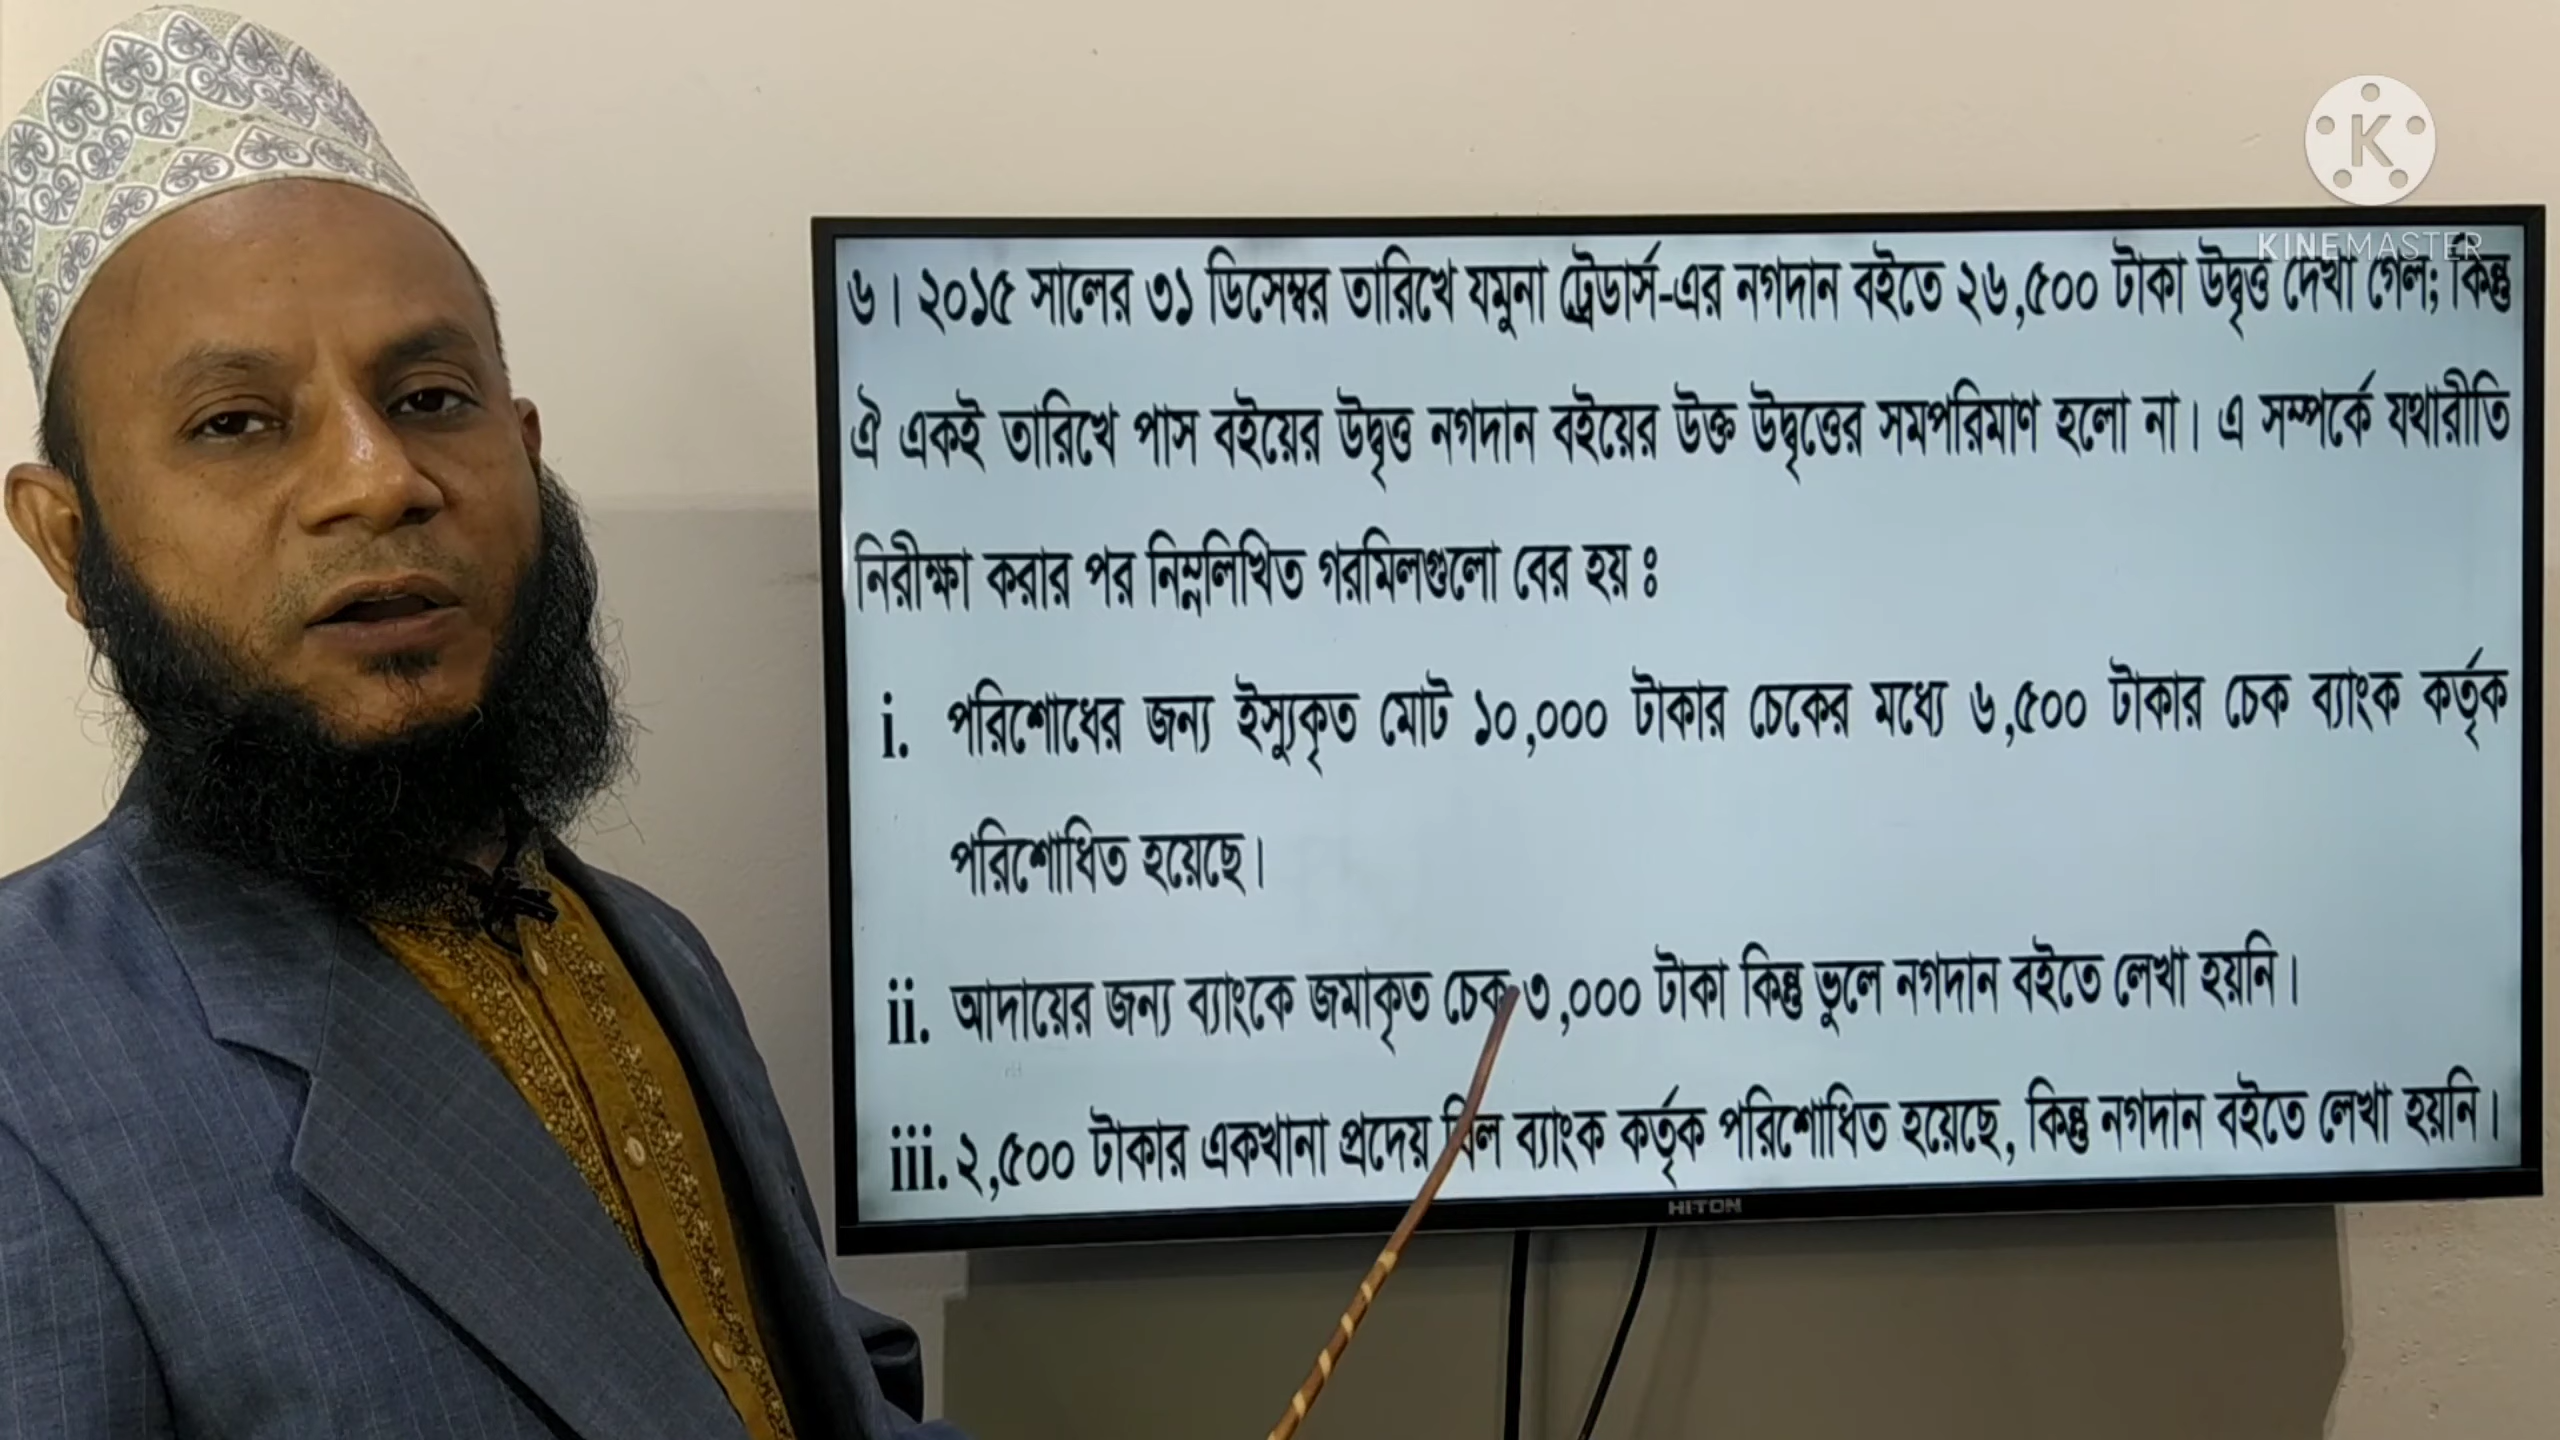 K
KINEMASTER
৬। ২০১৫ সালের ৩১ ডিসেম্বর তারিখে যমুনা ট্রেডার্স-এর নগদান বইতে ২৬,৫০০ টাকা উদ্বৃত্ত দেখা গেল; কিন্তু
ঐ একই তারিখে পাস বইয়ের উদ্বৃত্ত নগদান বইয়ের উক্ত উদ্বৃত্তের সমপরিমাণ হলো না। এ সম্পর্কে যথারীতি
নিরীক্ষা করার পর নিম্নলিখিত গরমিলগুলো বের হয় ঃ
i. পরিশোধের জন্য ইস্যুকৃত মোট ১০,০০০ টাকার চেকের মধ্যে ৬,৫০০ টাকার চেক ব্যাংক কর্তৃক
পরিশোধিত হয়েছে।
ii. আদায়ের জন্য ব্যাংকে জমাকৃত চেক ৩,০০০ টাকা কিন্তু ভুলে নগদান বইতে লেখা হয়নি।
iii. ২,৫০০ টাকার একখানা প্রদেয় বিল ব্যাংক কর্তৃক পরিশোধিত হয়েছে, কিন্তু নগদান বইতে লেখা হয়নি।
HITON